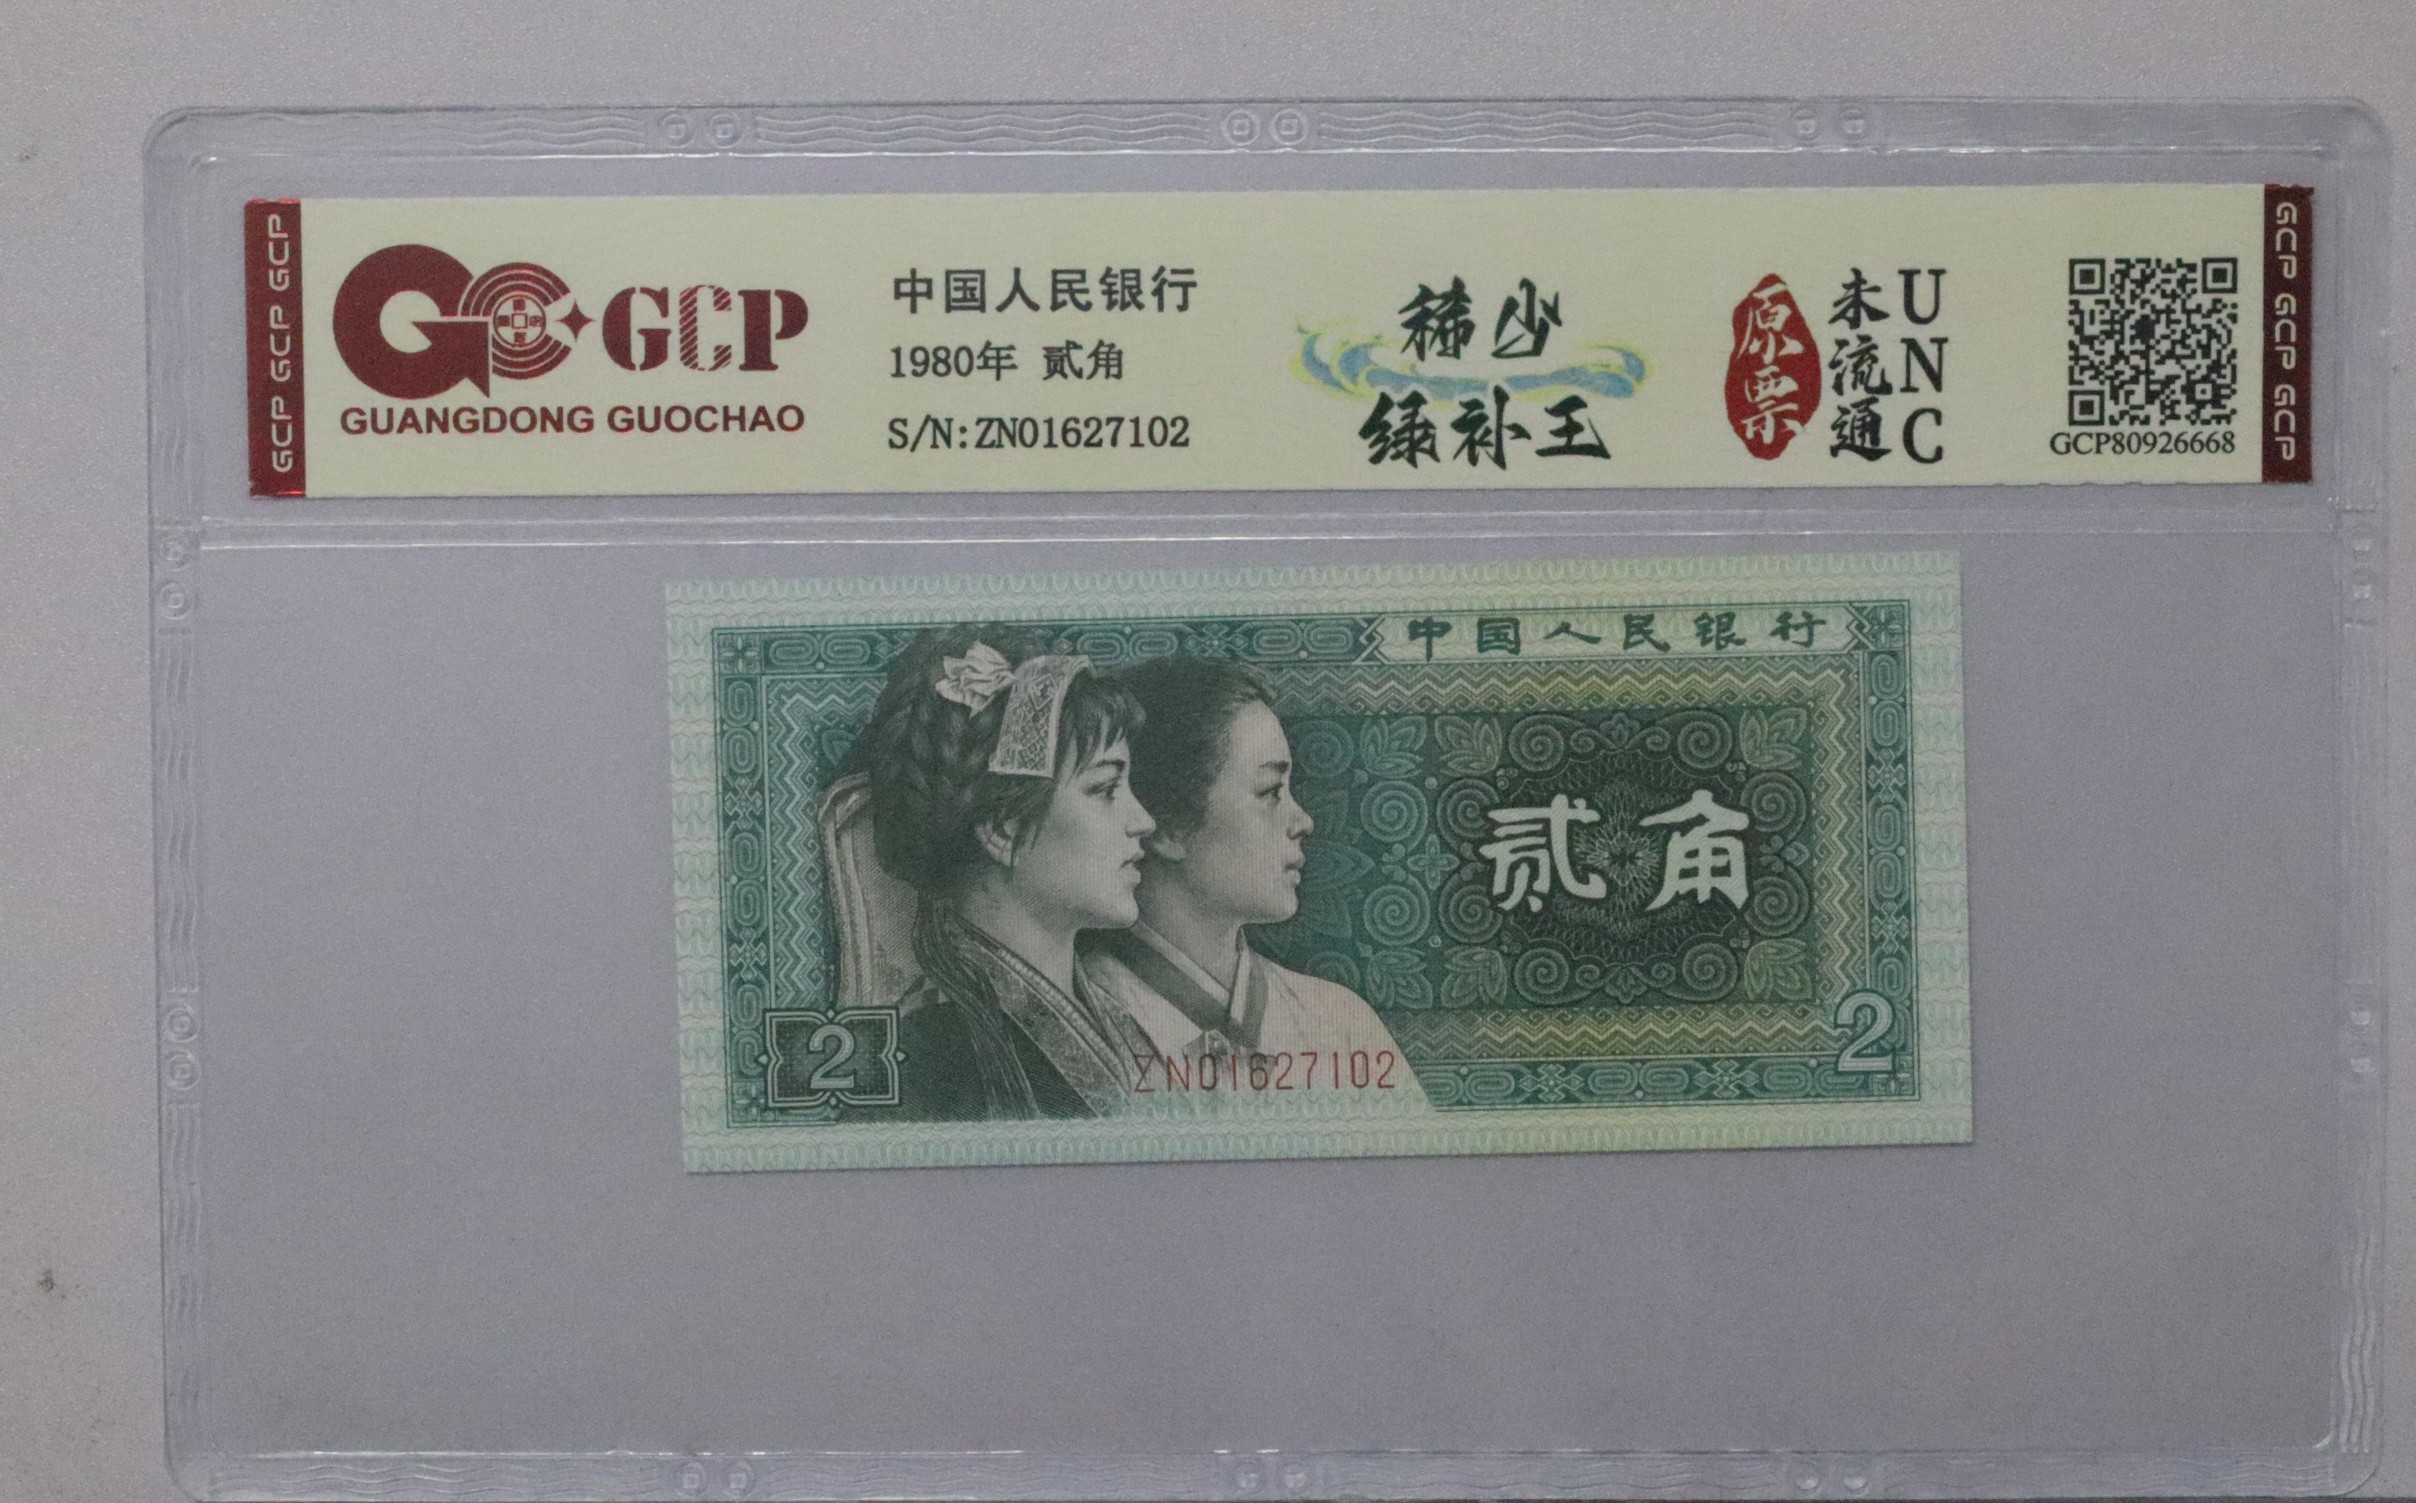 GCP GCP GCP
GCP
GUANGDONG GUOCHAO
中国人民银行
1980年 贰角
S/N:ZN01627102
稀少
绿补王
原票
未流通
UNC
GCP80926668
GCP GCP GCP
中国人民银行
贰角
2
ZN01627102
2